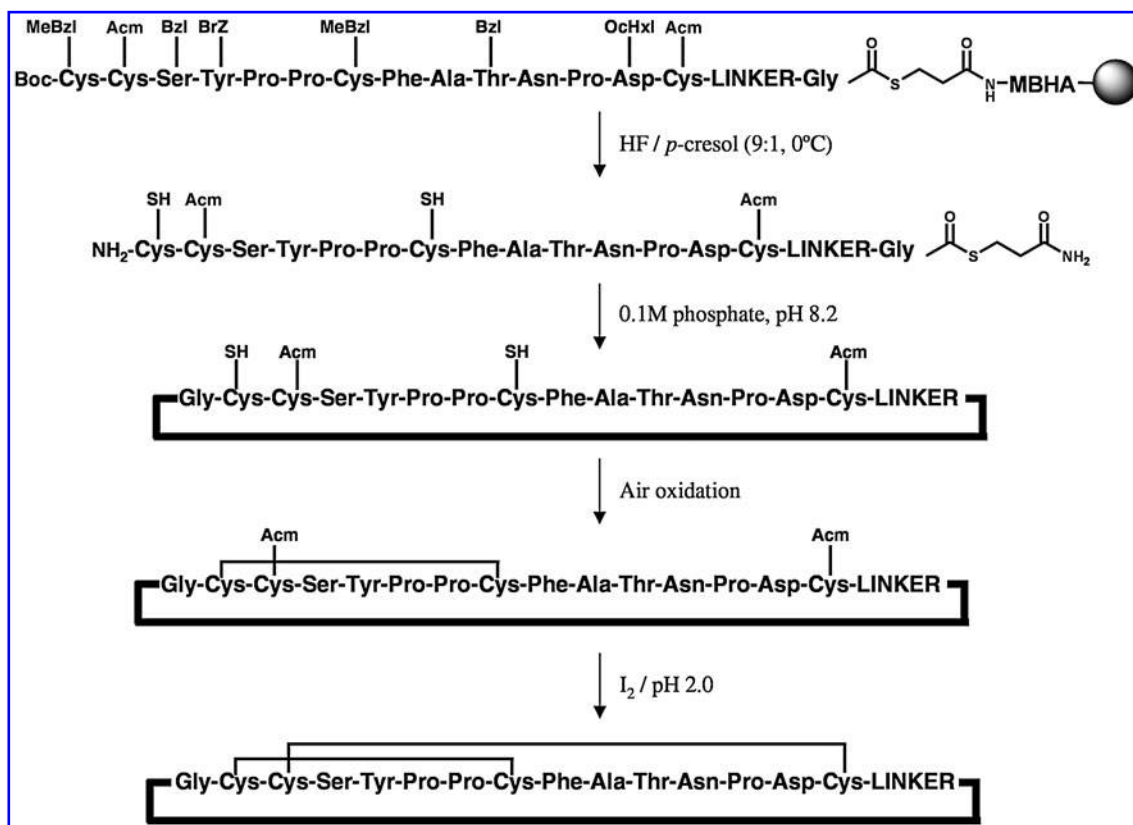 MeBzl Acm Bzl BrZ MeBzl Bzl OcHxl Acm
Boc-Cys-Cys-Ser-Tyr-Pro-Pro-Cys-Phe-Ala-Thr-Asn-Pro-Asp-Cys-LINKER-Gly O S O N H MBHA
HF / p-cresol (9:1, 0ºC)
SH Acm SH Acm
NH2-Cys-Cys-Ser-Tyr-Pro-Pro-Cys-Phe-Ala-Thr-Asn-Pro-Asp-Cys-LINKER-Gly O S O NH2
0.1M phosphate, pH 8.2
SH Acm SH Acm
Gly-Cys-Cys-Ser-Tyr-Pro-Pro-Cys-Phe-Ala-Thr-Asn-Pro-Asp-Cys-LINKER
Air oxidation
Acm Acm
Gly-Cys-Cys-Ser-Tyr-Pro-Pro-Cys-Phe-Ala-Thr-Asn-Pro-Asp-Cys-LINKER
I2 / pH 2.0
Gly-Cys-Cys-Ser-Tyr-Pro-Pro-Cys-Phe-Ala-Thr-Asn-Pro-Asp-Cys-LINKER